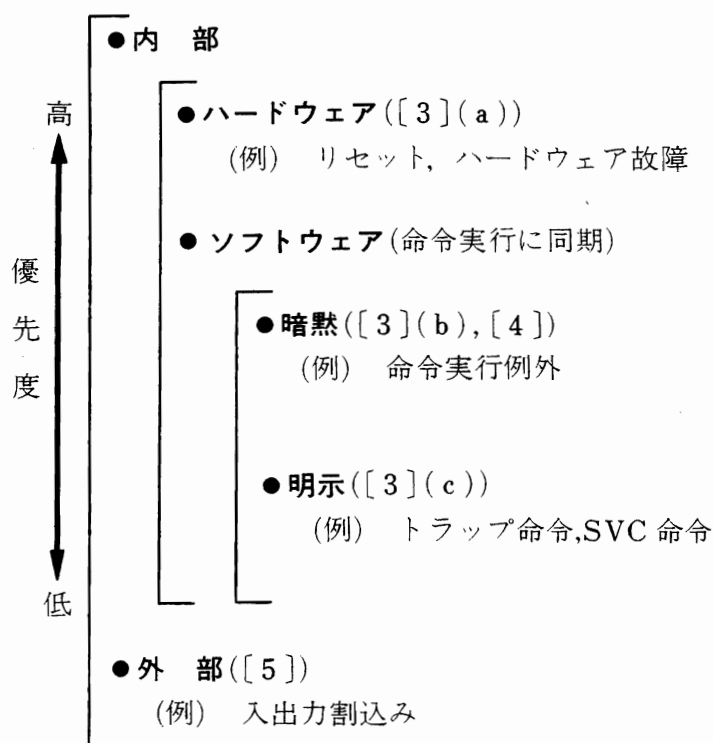 ●内 部
高
●ハードウェア([3](a))
(例) リセット, ハードウェア故障
●ソフトウェア(命令実行に同期)
優先度
●暗黙([3](b),[4])
(例) 命令実行例外
●明示([3](c))
(例) トラップ命令,SVC命令
低
●外 部([5])
(例) 入出力割込み